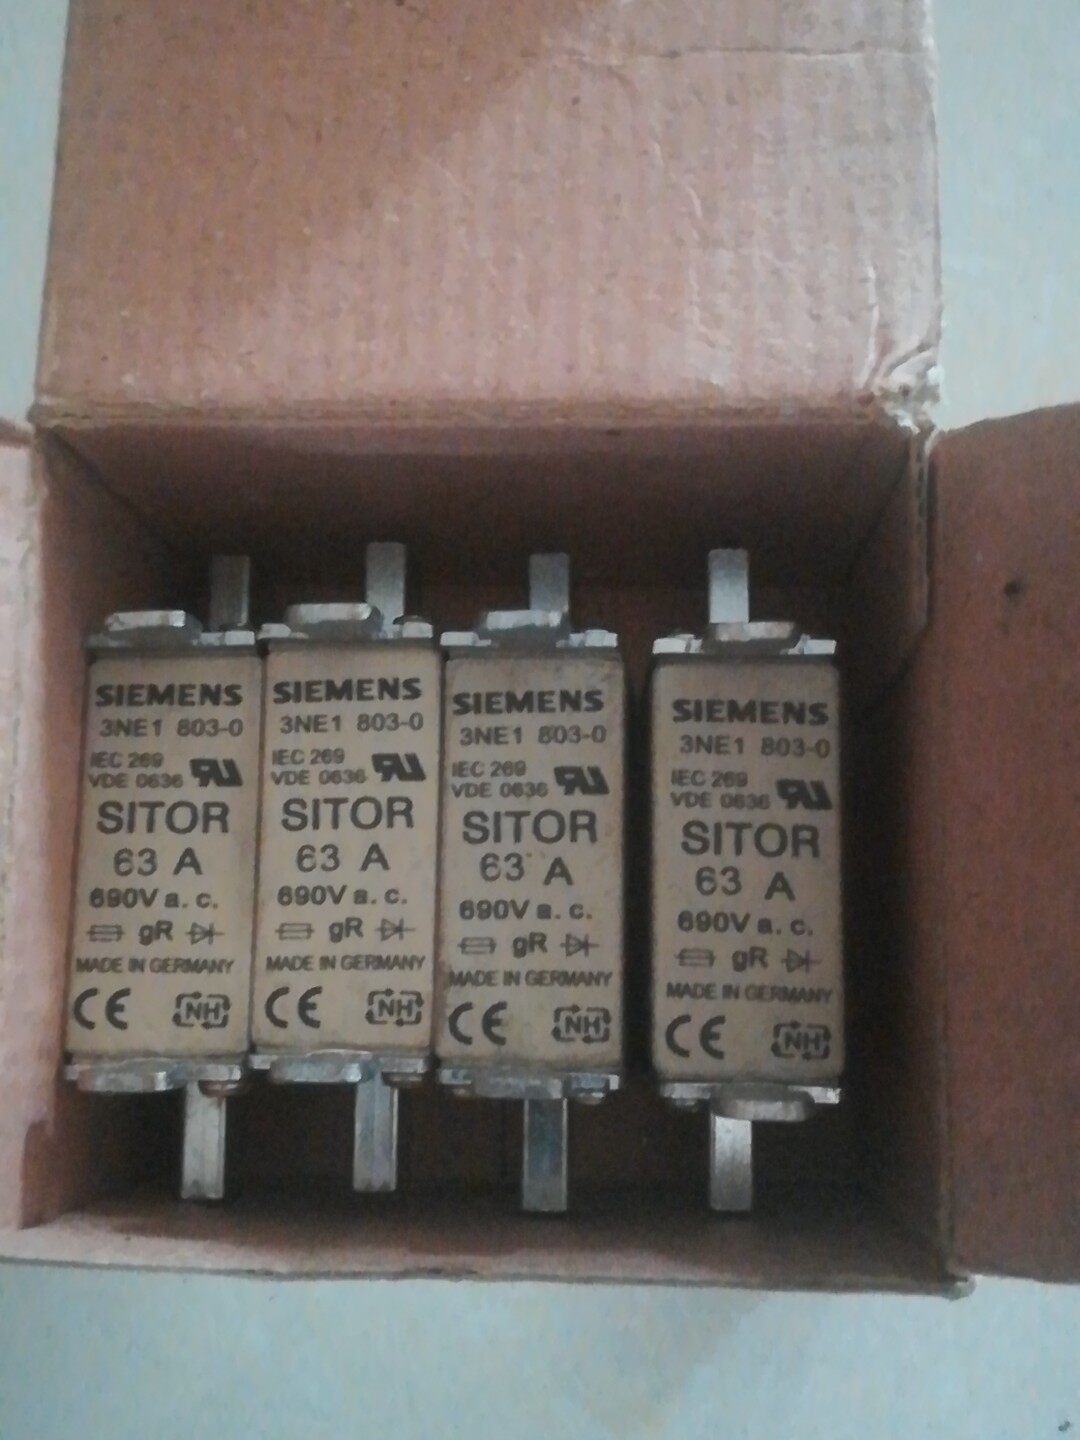 SIEMENS
3NE1 803-0
IEC 269
VDE 0636
SITOR
63 A
690V a. c.
gR
MADE IN GERMANY
CE
NH
SIEMENS
3NE1 803-0
IEC 269
VDE 0636
SITOR
63 A
690V a. c.
gR
MADE IN GERMANY
CE
NH
SIEMENS
3NE1 803-0
IEC 269
VDE 0636
SITOR
63 A
690V a. c.
gR
MADE IN GERMANY
CE
NH
SIEMENS
3NE1 803-0
IEC 269
VDE 0636
SITOR
63 A
690V a. c.
gR
MADE IN GERMANY
CE
NH